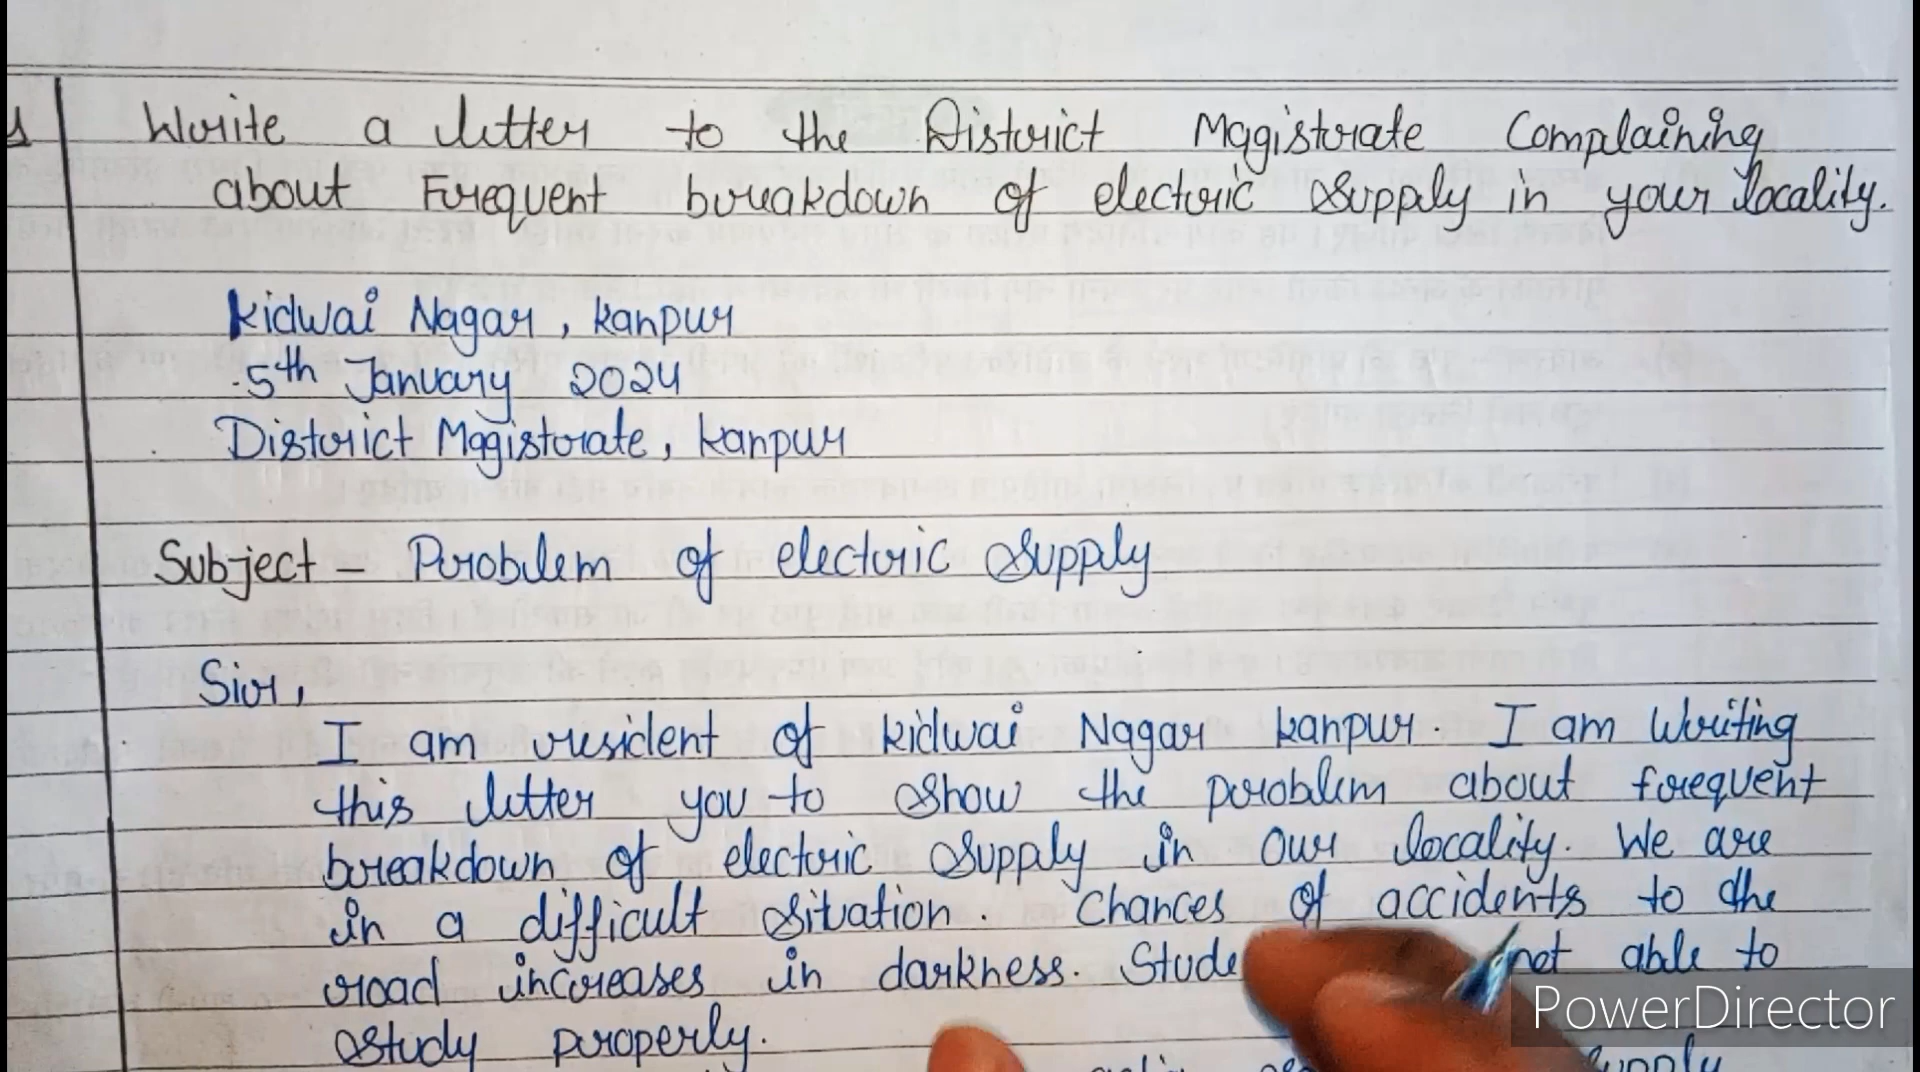 Write a letter to the District Magistrate Complaining
about Frequent breakdown of electric supply in your locality.
Kidwai Nagar, Kanpur
5th January 2024
District Magistrate, Kanpur
Subject - Problem of electric supply
Sir,
I am resident of Kidwai Nagar Kanpur. I am Writing
this letter you to show the problem about frequent
breakdown of electric supply in our locality. We are
in a difficult situation. Chances of accidents to the
road increases in darkness. Stude not able to
study properly.
supply
PowerDirector